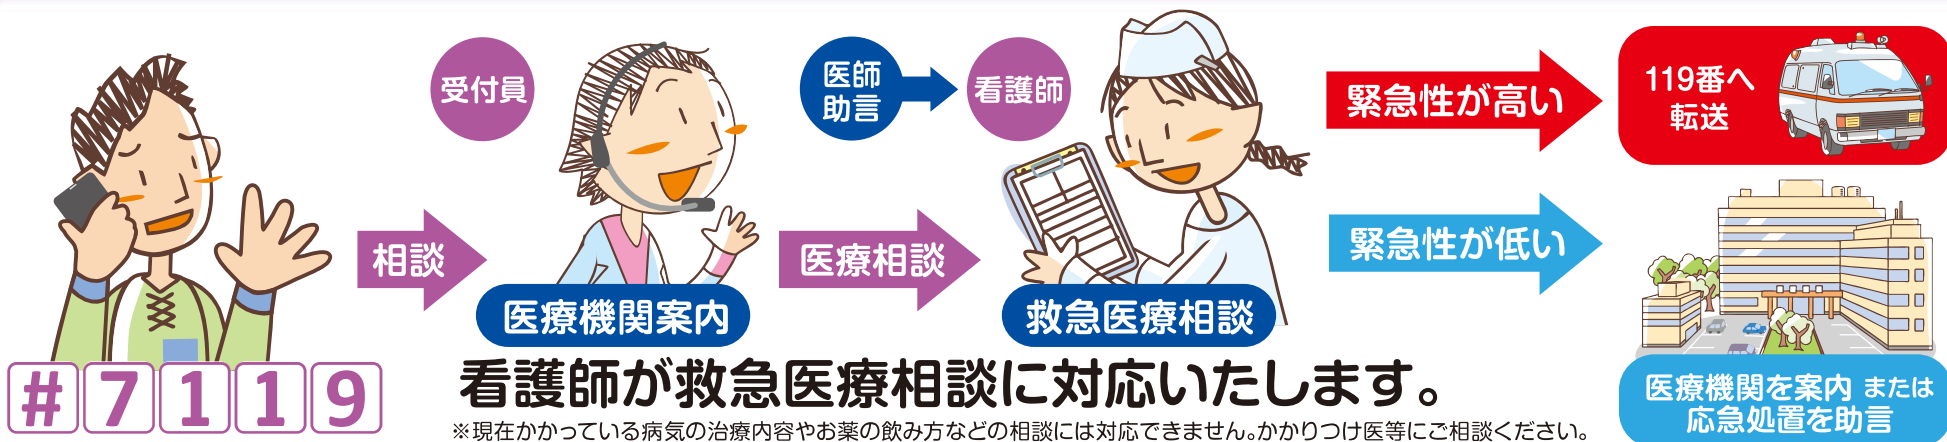 #7119
相談
受付員
医療機関案内
医療相談
医師
助言
看護師
救急医療相談
緊急性が高い
119番へ
転送
緊急性が低い
医療機関を案内 または
応急処置を助言
看護師が救急医療相談に対応いたします。
※現在かかっている病気の治療内容やお薬の飲み方などの相談には対応できません。かかりつけ医等にご相談ください。